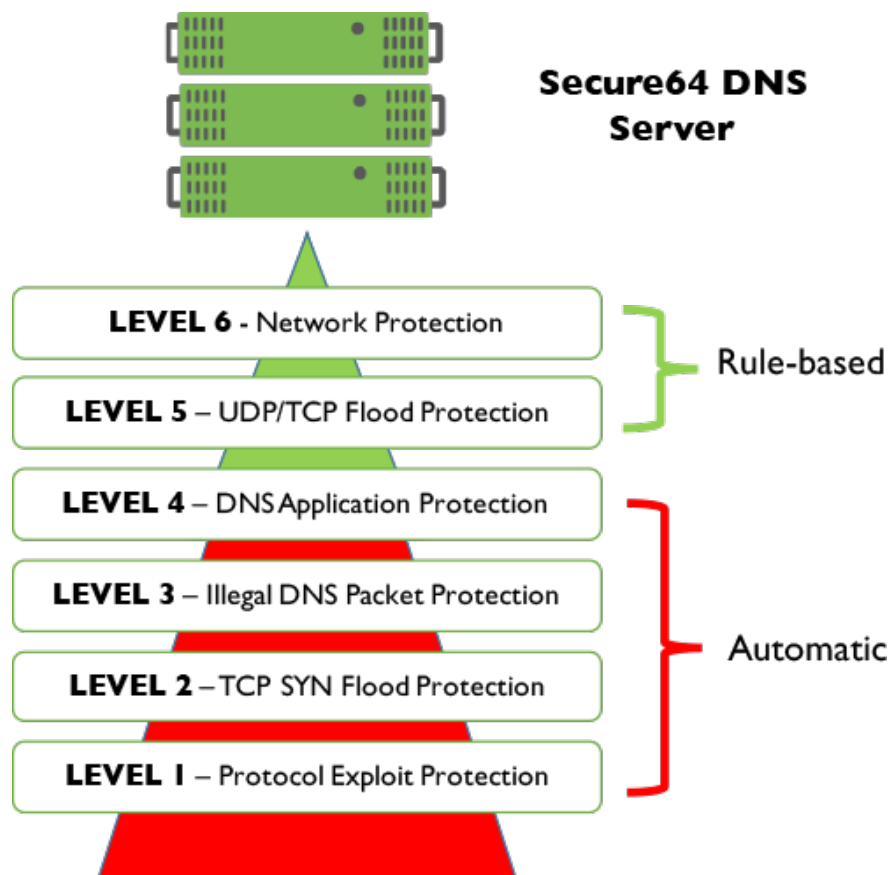 Secure64 DNS
Server
LEVEL 6 - Network Protection
LEVEL 5 – UDP/TCP Flood Protection
Rule-based
LEVEL 4 – DNS Application Protection
LEVEL 3 – Illegal DNS Packet Protection
LEVEL 2 – TCP SYN Flood Protection
LEVEL 1 – Protocol Exploit Protection
Automatic